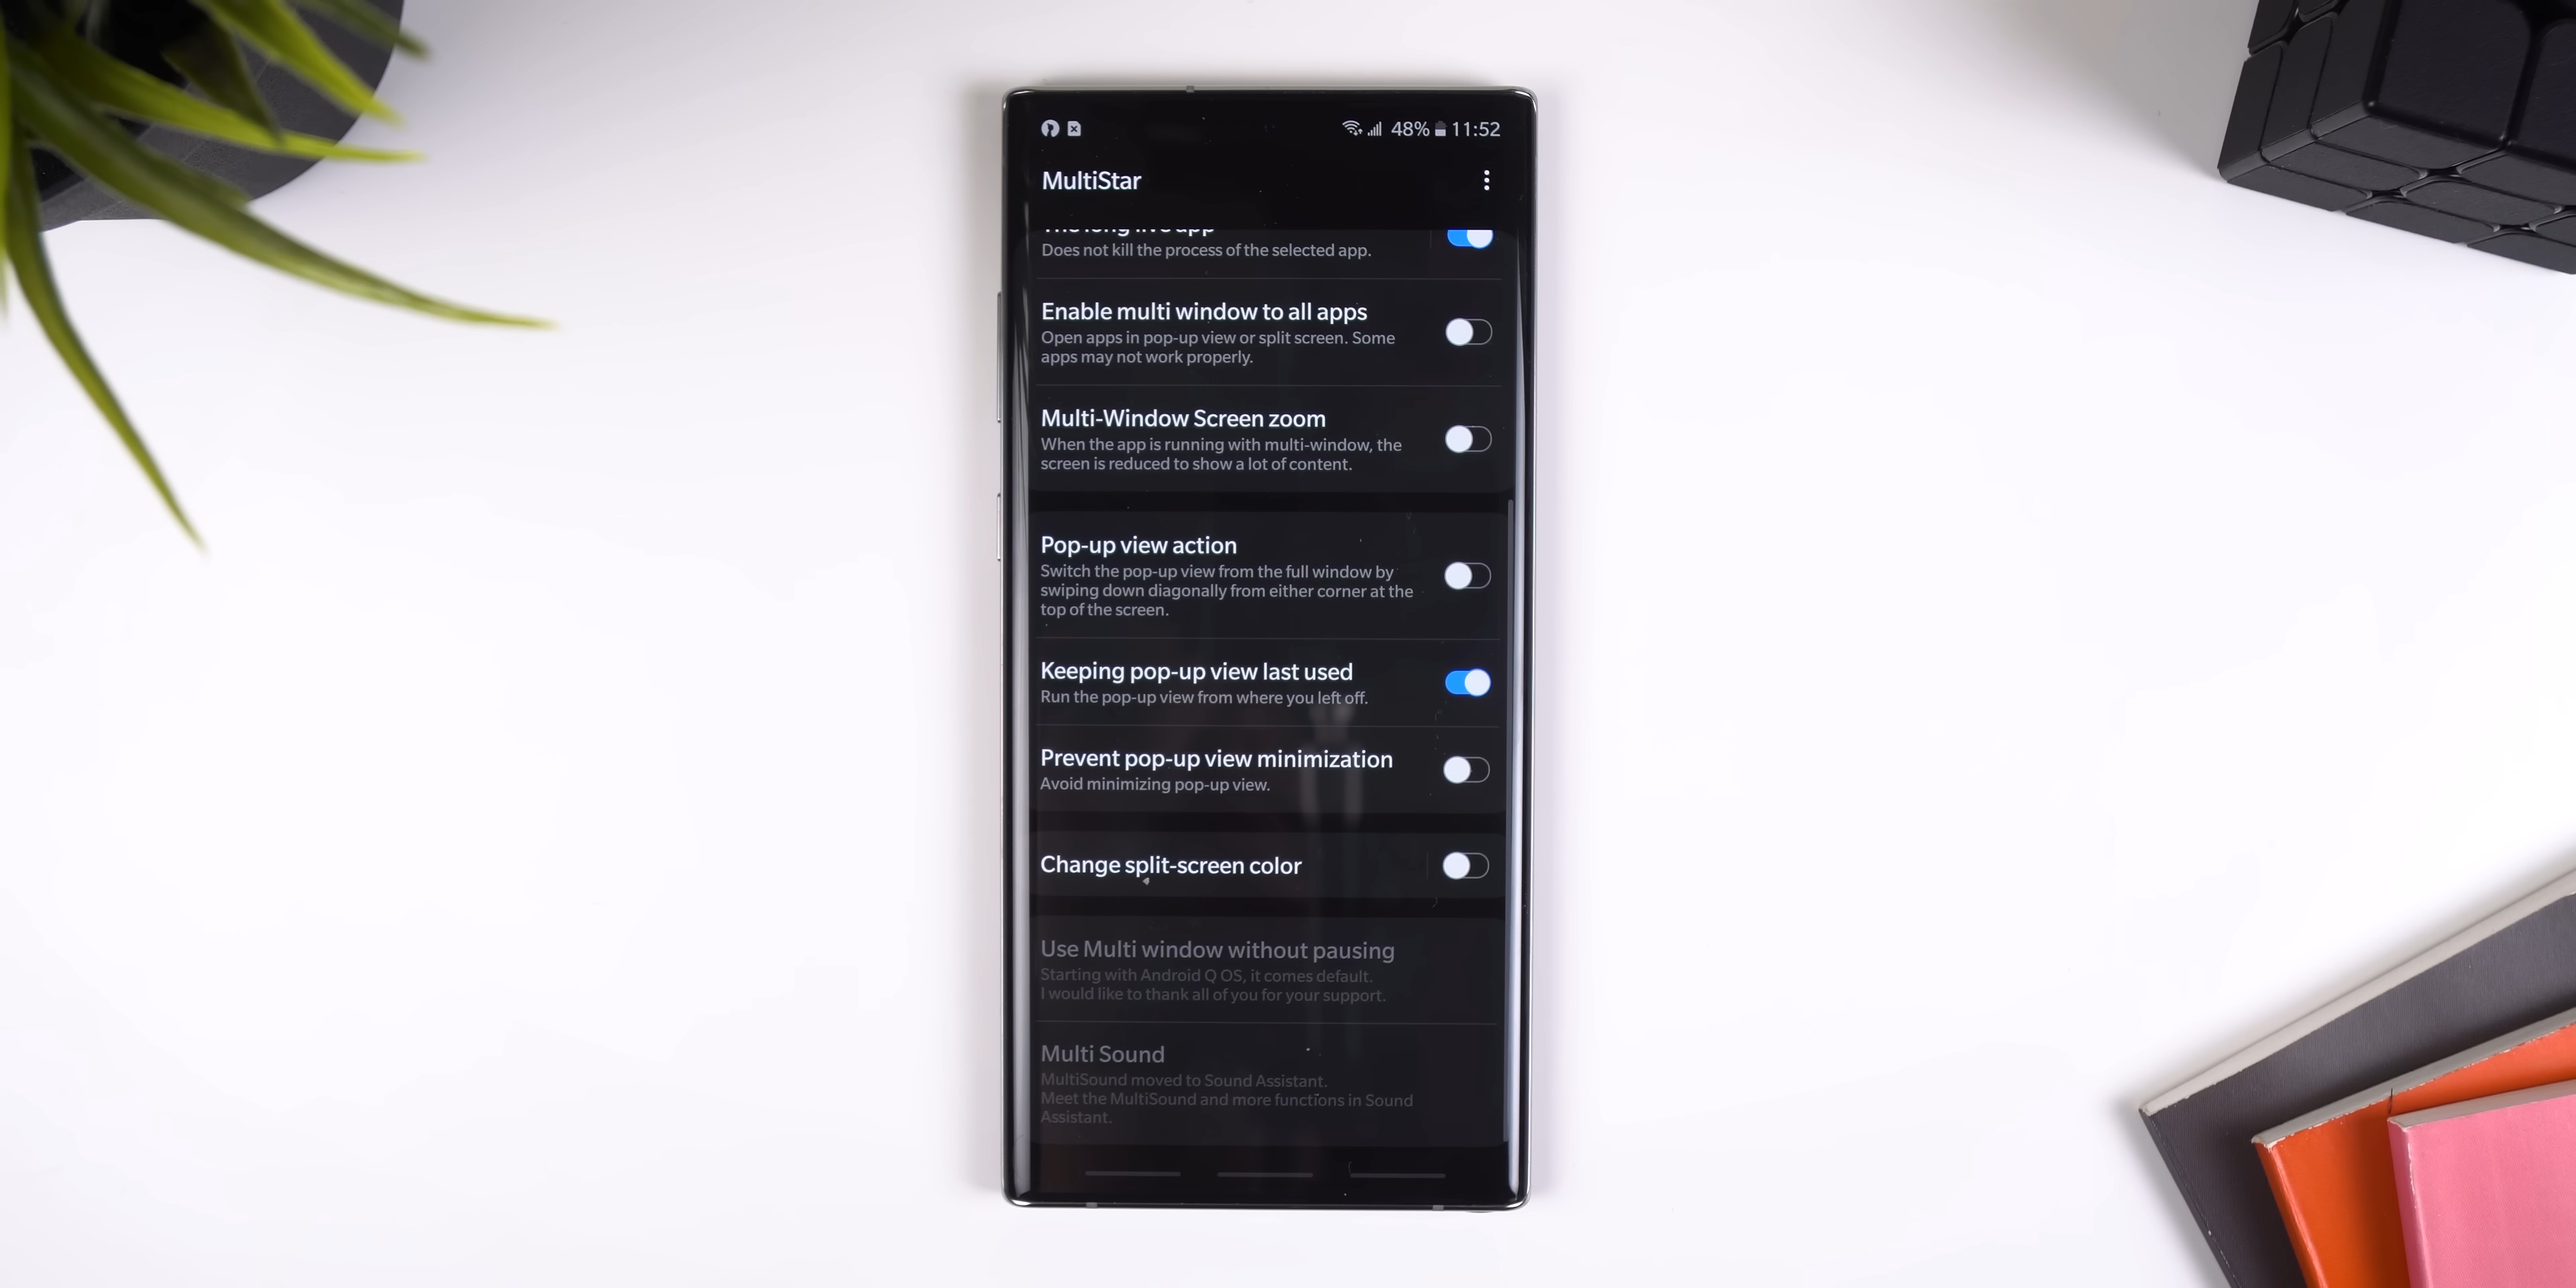 48% 11:52
MultiStar
The long live app
Does not kill the process of the selected app.
Enable multi window to all apps
Open apps in pop-up view or split screen. Some
apps may not work properly.
Multi-Window Screen zoom
When the app is running with multi-window, the
screen is reduced to show a lot of content.
Pop-up view action
Switch the pop-up view from the full window by
swiping down diagonally from either corner at the
top of the screen.
Keeping pop-up view last used
Run the pop-up view from where you left off.
Prevent pop-up view minimization
Avoid minimizing pop-up view.
Change split-screen color
Use Multi window without pausing
Starting with Android Q OS, it comes default.
I would like to thank all of you for your support.
Multi Sound
MultiSound moved to Sound Assistant.
Meet the MultiSound and more functions in Sound
Assistant.